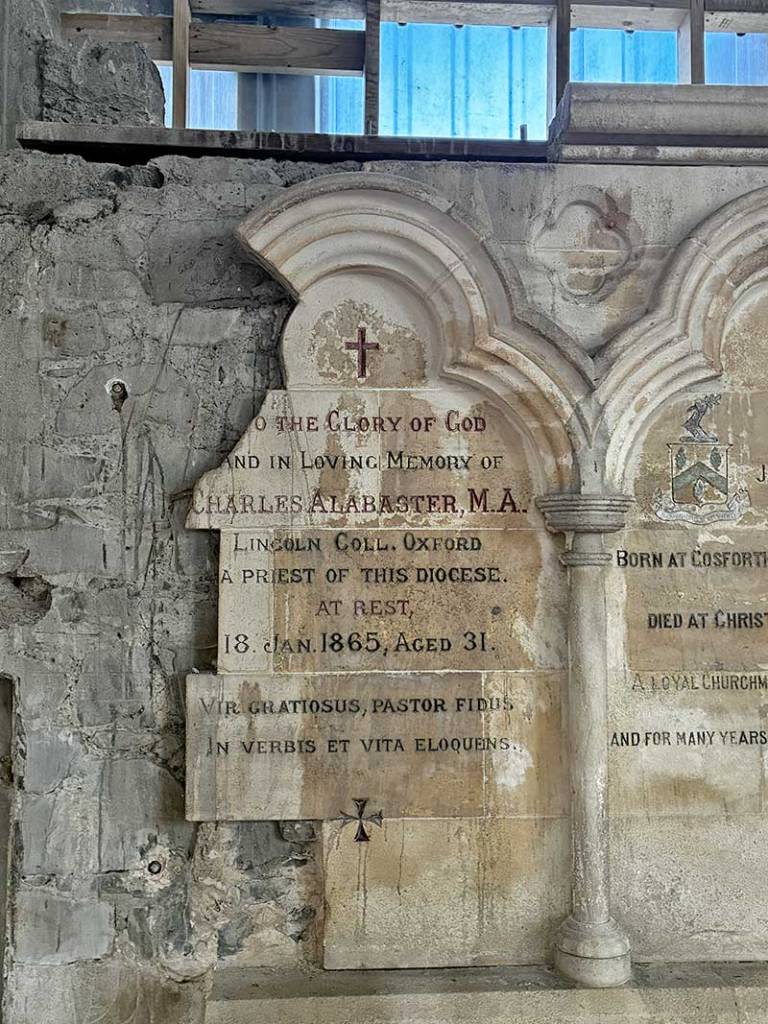 O THE GLORY OF GOD
AND IN LOVING MEMORY OF
CHARLES ALABASTER, M.A.
LINCOLN COLL. OXFORD
A PRIEST OF THIS DIOCESE.
AT REST,
18. JAN. 1865, AGED 31.
VIR GRATIOSUS, PASTOR FIDUS
IN VERBIS ET VITA ELOQUENS.
J
BORN AT GOSFORTH
DIED AT CHRIST
A LOYAL CHURCHM
AND FOR MANY YEARS